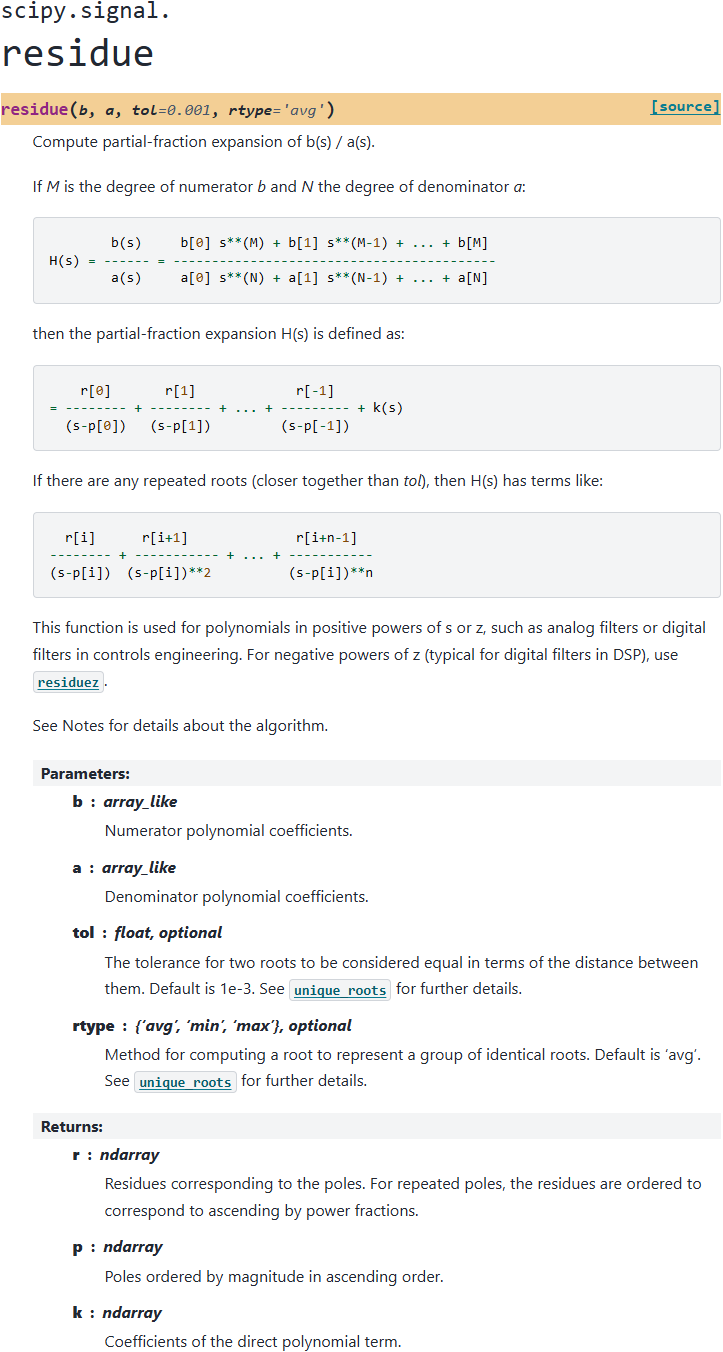 scipy.signal.
residue
residue(b, a, tol=0.001, rtype='avg') [source]
Compute partial-fraction expansion of b(s) / a(s).
If M is the degree of numerator b and N the degree of denominator a:
        b(s)     b[0] s**(M) + b[1] s**(M-1) + ... + b[M]
H(s) = ------ = ------------------------------------------
        a(s)     a[0] s**(N) + a[1] s**(N-1) + ... + a[N]
then the partial-fraction expansion H(s) is defined as:
    r[0]       r[1]             r[-1]
= -------- + -------- + ... + --------- + k(s)
  (s-p[0])   (s-p[1])         (s-p[-1])
If there are any repeated roots (closer together than tol), then H(s) has terms like:
  r[i]      r[i+1]              r[i+n-1]
-------- + ----------- + ... + -----------
(s-p[i])  (s-p[i])**2          (s-p[i])**n
This function is used for polynomials in positive powers of s or z, such as analog filters or digital
filters in controls engineering. For negative powers of z (typical for digital filters in DSP), use
residuez.
See Notes for details about the algorithm.
Parameters:
b : array_like
Numerator polynomial coefficients.
a : array_like
Denominator polynomial coefficients.
tol : float, optional
The tolerance for two roots to be considered equal in terms of the distance between
them. Default is 1e-3. See unique_roots for further details.
rtype : {‘avg’, ‘min’, ‘max’}, optional
Method for computing a root to represent a group of identical roots. Default is ‘avg’.
See unique_roots for further details.
Returns:
r : ndarray
Residues corresponding to the poles. For repeated poles, the residues are ordered to
correspond to ascending by power fractions.
p : ndarray
Poles ordered by magnitude in ascending order.
k : ndarray
Coefficients of the direct polynomial term.